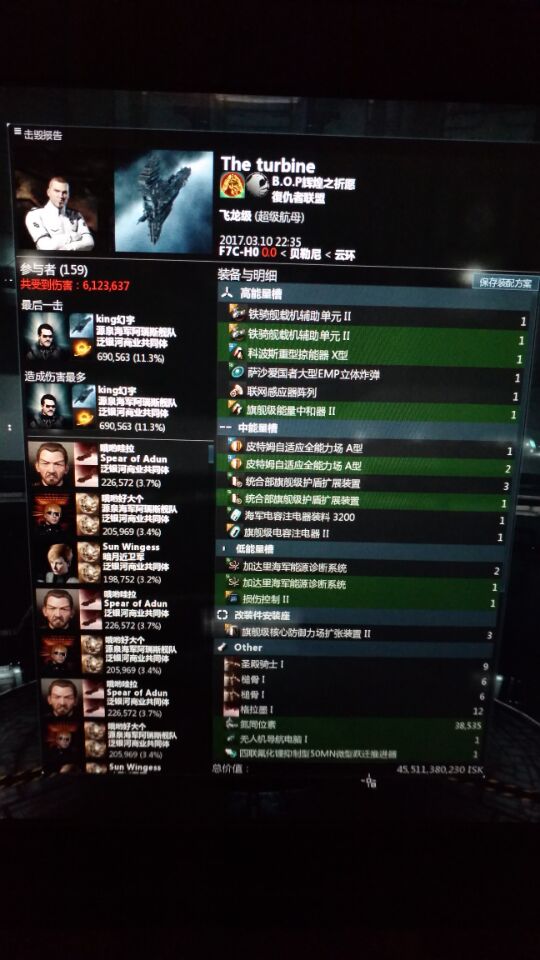 击毁报告
The turbine
B.O.P辉煌之祈愿
復仇者联盟
飞龙级 (超级航母)
2017.03.10 22:35
F7C-H0 0.0 < 贝勒尼 < 云环
参与者 (159)
共受到伤害：6,123,637
最后一击
king幻宇
源泉海军阿瑞斯舰队
泛银河商业共同体
690,563 (11.3%)
造成伤害最多
king幻宇
源泉海军阿瑞斯舰队
泛银河商业共同体
690,563 (11.3%)
哦哟哇拉
Spear of Adun
泛银河商业共同体
226,572 (3.7%)
哦哟好大个
源泉海军阿瑞斯舰队
泛银河商业共同体
205,969 (3.4%)
Sun Wingess
暗月近卫军
泛银河商业共同体
198,752 (3.2%)
哦哟哇拉
Spear of Adun
泛银河商业共同体
226,572 (3.7%)
哦哟好大个
源泉海军阿瑞斯舰队
泛银河商业共同体
205,969 (3.4%)
哦哟哇拉
Spear of Adun
泛银河商业共同体
226,572 (3.7%)
哦哟好大个
源泉海军阿瑞斯舰队
泛银河商业共同体
205,969 (3.4%)
Sun Wingess
装备与明细
保存装配方案
高能量槽
铁骑舰载机辅助单元 II 1
铁骑舰载机辅助单元 II 1
科波斯重型掠能器 X型 1
萨沙爱国者大型EMP立体炸弹 1
联网感应器阵列 1
旗舰级能量中和器 II 1
中能量槽
皮特姆自适应全能力场 A型 1
皮特姆自适应全能力场 A型 2
统合部旗舰级护盾扩展装置 3
统合部旗舰级护盾扩展装置 1
海军电容注电器装料 3200 1
旗舰级电容注电器 II 1
低能量槽
加达里海军能源诊断系统 2
加达里海军能源诊断系统 1
损伤控制 II 1
改装件安装座
旗舰级核心防御力场扩张装置 II 3
Other
圣殿骑士 I 9
槌骨 I 6
槌骨 I 6
格拉墨 I 12
氮同位素 38,535
无人机导航电脑 I 1
四联氟化锂抑制型50MN微型跃迁推进器 1
总价值： 45,511,380,230 ISK